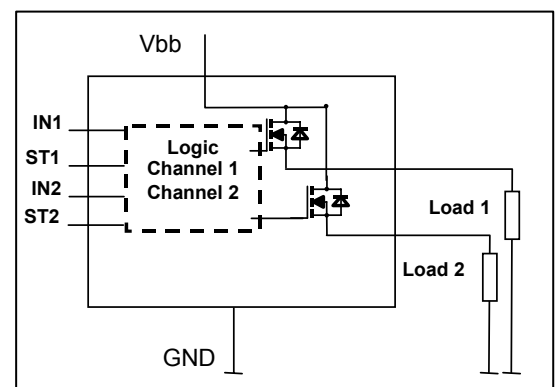 Vbb
IN1
ST1
IN2
ST2
Logic
Channel 1
Channel 2
Load 1
Load 2
GND